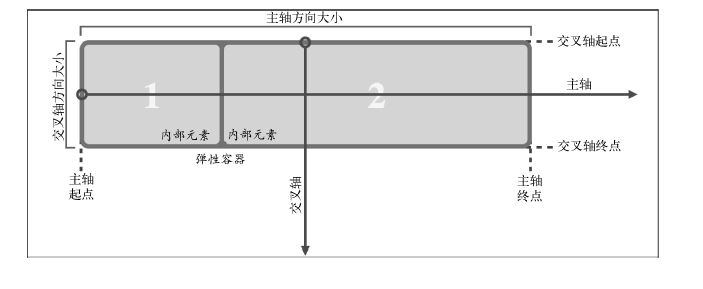 主轴方向大小
交叉轴起点
交叉轴方向大小
主轴
1
2
内部元素
内部元素
交叉轴终点
弹性容器
主轴
起点
交叉轴
主轴
终点